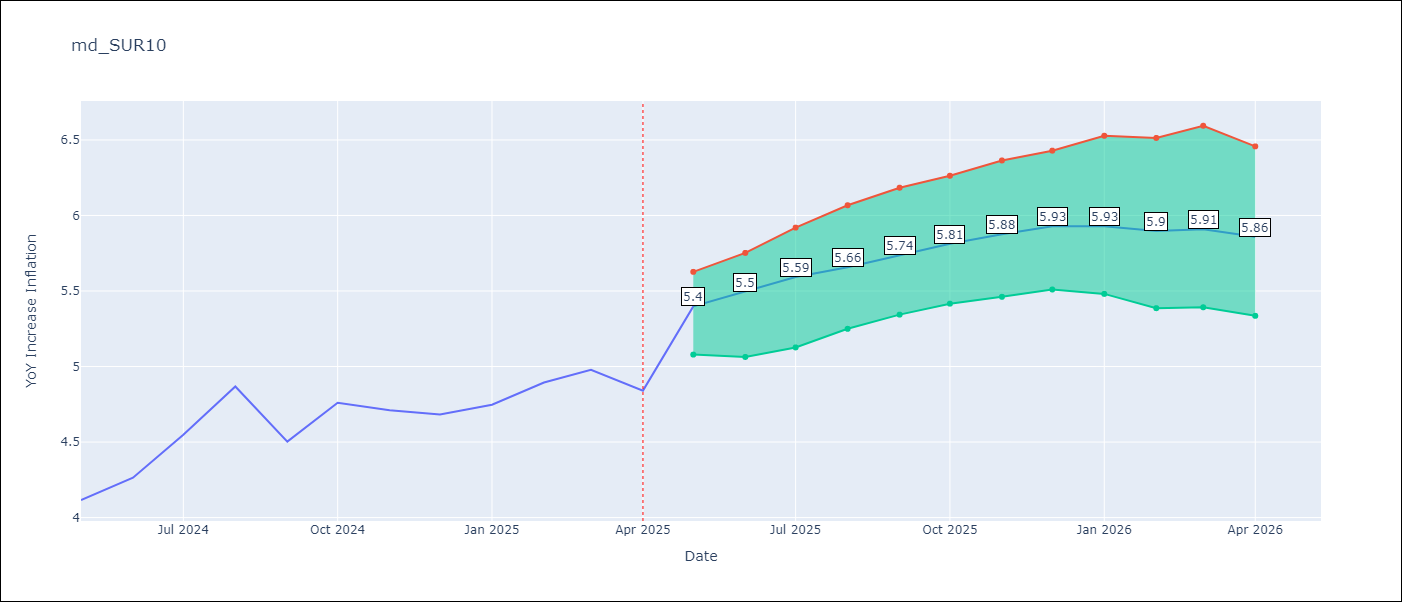 md_SUR10
YoY Increase Inflation
6.5
6
5.5
5
4.5
4
5.4
5.5
5.59
5.66
5.74
5.81
5.88
5.93
5.93
5.9
5.91
5.86
Jul 2024
Oct 2024
Jan 2025
Apr 2025
Jul 2025
Oct 2025
Jan 2026
Apr 2026
Date